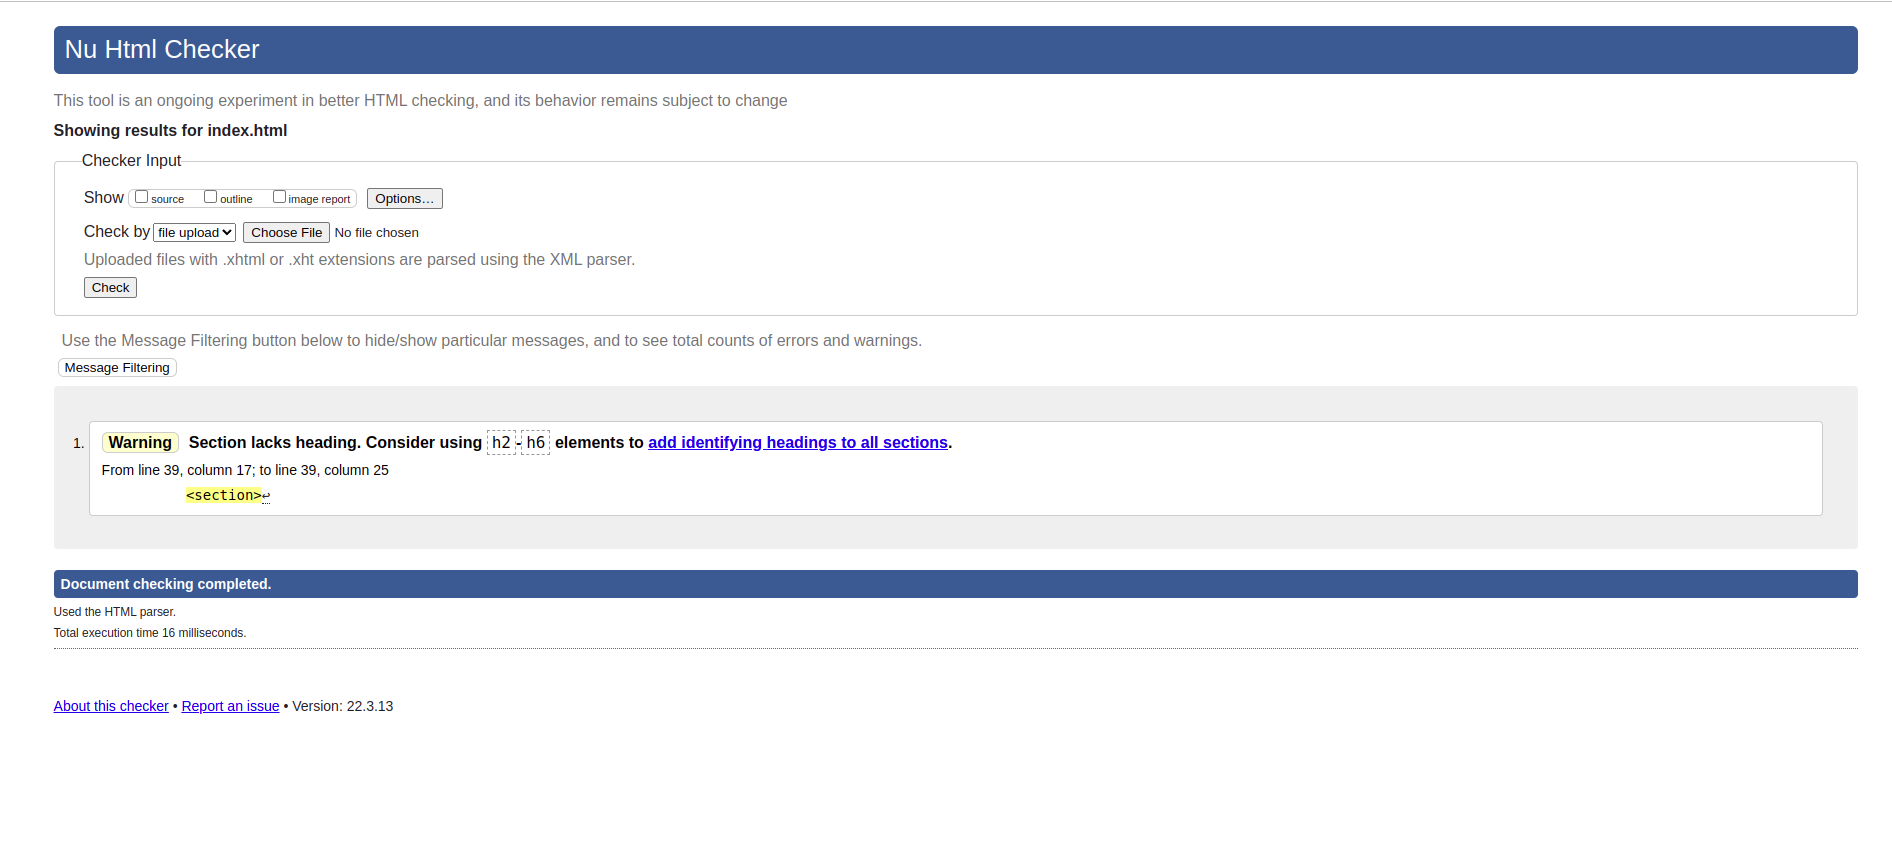 Nu Html Checker
This tool is an ongoing experiment in better HTML checking, and its behavior remains subject to change
Showing results for index.html
Checker Input
Show source outline image report Options…
Check by file upload Choose File No file chosen
Uploaded files with .xhtml or .xht extensions are parsed using the XML parser.
Check
Use the Message Filtering button below to hide/show particular messages, and to see total counts of errors and warnings.
Message Filtering
1. Warning Section lacks heading. Consider using h2-h6 elements to add identifying headings to all sections.
From line 39, column 17; to line 39, column 25
<section>↩
Document checking completed.
Used the HTML parser.
Total execution time 16 milliseconds.
About this checker • Report an issue • Version: 22.3.13